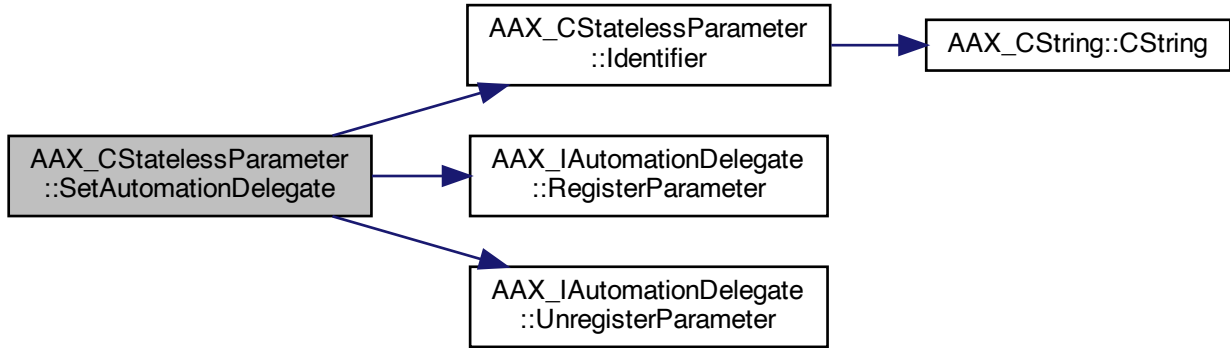 AAX_CStatelessParameter
::SetAutomationDelegate
AAX_CStatelessParameter
::Identifier
AAX_CString::CString
AAX_IAutomationDelegate
::RegisterParameter
AAX_IAutomationDelegate
::UnregisterParameter